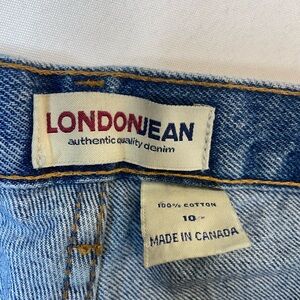 LONDONJEAN
authentic quality denim
100% COTTON
10
MADE IN CANADA